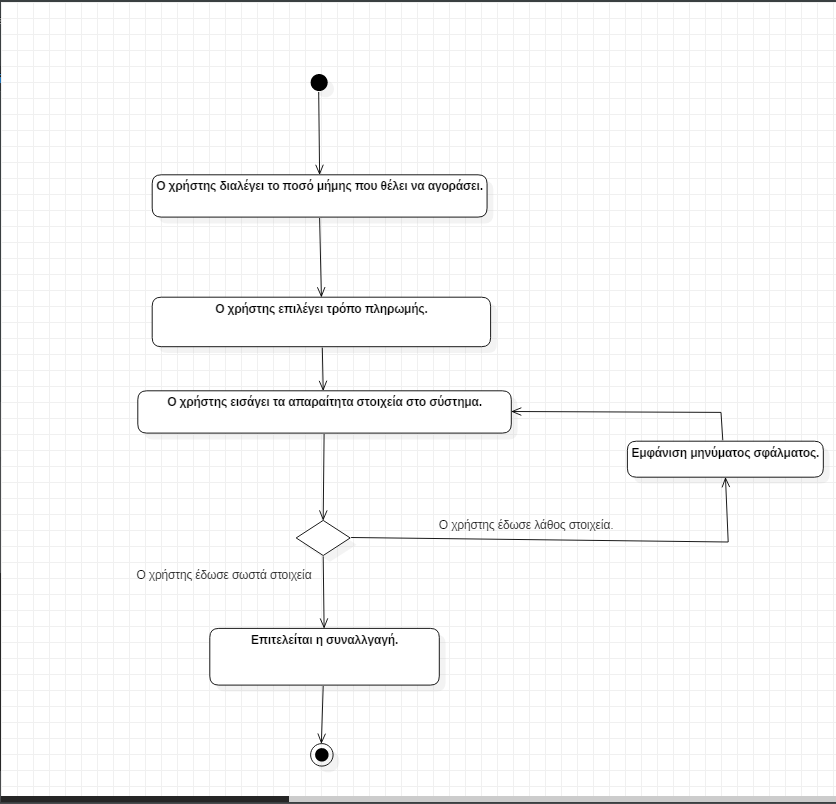 Ο χρήστης διαλέγει το ποσό μήμης που θέλει να αγοράσει.
Ο χρήστης επιλέγει τρόπο πληρωμής.
Ο χρήστης εισάγει τα απαραίτητα στοιχεία στο σύστημα.
Εμφάνιση μηνύματος σφάλματος.
Ο χρήστης έδωσε λάθος στοιχεία.
Ο χρήστης έδωσε σωστά στοιχεία
Επιτελείται η συναλλγαγή.